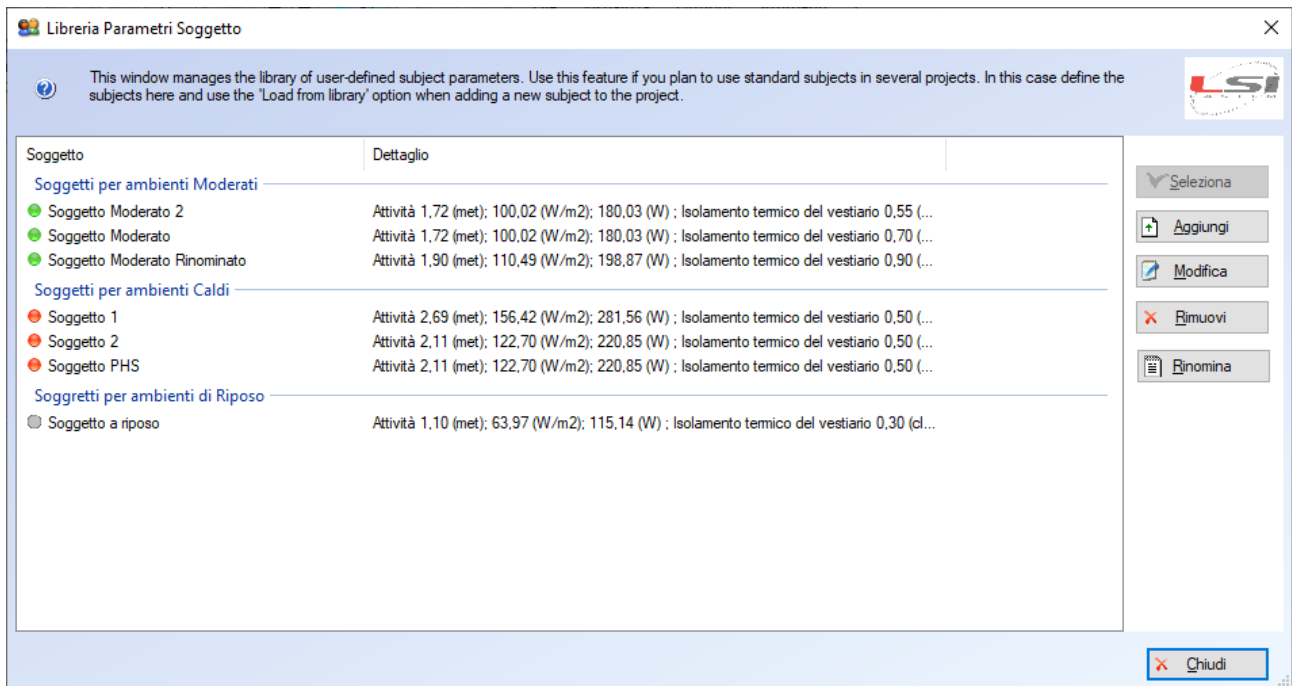 Libreria Parametri Soggetto
This window manages the library of user-defined subject parameters. Use this feature if you plan to use standard subjects in several projects. In this case define the
subjects here and use the 'Load from library' option when adding a new subject to the project.
LSI
Soggetto Dettaglio
Soggetti per ambienti Moderati
Soggetto Moderato 2 Attività 1,72 (met); 100,02 (W/m2); 180,03 (W) ; Isolamento termico del vestiario 0,55 (...
Soggetto Moderato Attività 1,72 (met); 100,02 (W/m2); 180,03 (W) ; Isolamento termico del vestiario 0,70 (...
Soggetto Moderato Rinominato Attività 1,90 (met); 110,49 (W/m2); 198,87 (W) ; Isolamento termico del vestiario 0,90 (...
Soggetti per ambienti Caldi
Soggetto 1 Attività 2,69 (met); 156,42 (W/m2); 281,56 (W) ; Isolamento termico del vestiario 0,50 (...
Soggetto 2 Attività 2,11 (met); 122,70 (W/m2); 220,85 (W) ; Isolamento termico del vestiario 0,50 (...
Soggetto PHS Attività 2,11 (met); 122,70 (W/m2); 220,85 (W) ; Isolamento termico del vestiario 0,50 (...
Soggretti per ambienti di Riposo
Soggetto a riposo Attività 1,10 (met); 63,97 (W/m2); 115,14 (W) ; Isolamento termico del vestiario 0,30 (cl...
Seleziona
Aggiungi
Modifica
Rimuovi
Rinomina
Chiudi